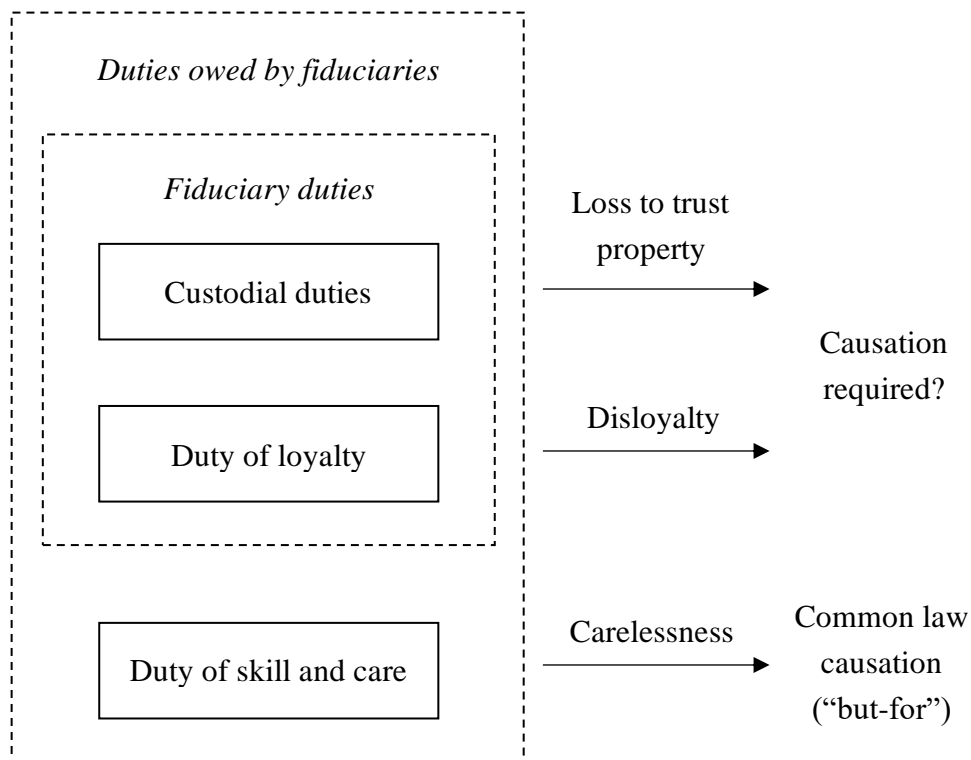 Duties owed by fiduciaries
Fiduciary duties
Loss to trust
property
Custodial duties
Causation
required?
Disloyalty
Duty of loyalty
Carelessness
Common law
causation
(“but-for”)
Duty of skill and care